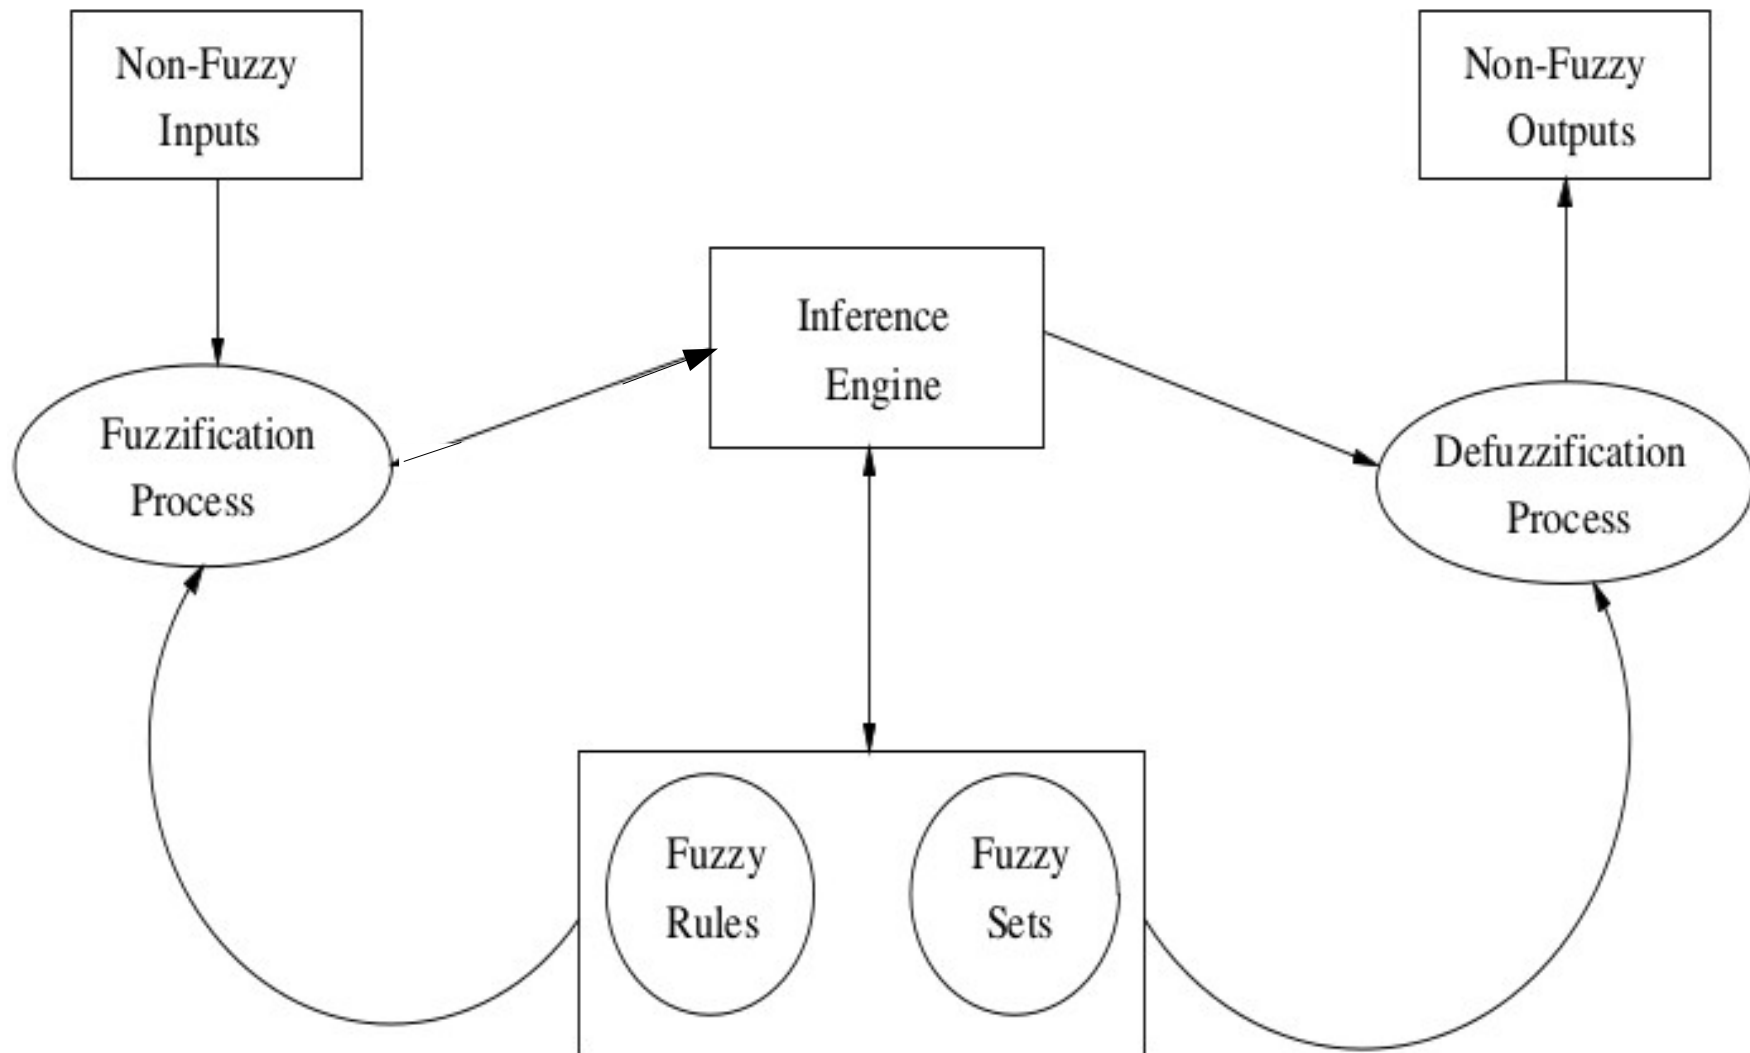 Non-Fuzzy
Inputs
Non-Fuzzy
Outputs
Inference
Engine
Fuzzification
Process
Defuzzification
Process
Fuzzy
Rules
Fuzzy
Sets